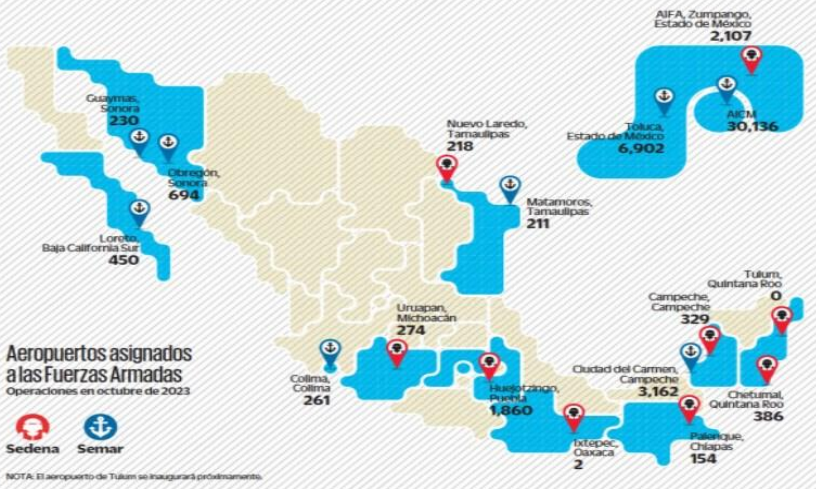 AIFA, Zumpango,
Estado de México
2,107
Guaymas,
Sonora
230
Obregón,
Sonora
694
Loreto,
Baja California Sur
450
Nuevo Laredo,
Tamaulipas
218
Matamoros,
Tamaulipas
211
Toluca,
Estado de México
6,902
AICM
30,136
Tulum,
Quintana Roo
0
Campeche,
Campeche
329
Uruapan,
Michoacán
274
Colima,
Colima
261
Huejotzingo,
Puebla
1,860
Ciudad del Carmen,
Campeche
3,162
Chetumal,
Quintana Roo
386
Ixtepec,
Oaxaca
2
Palenque,
Chiapas
154
Aeropuertos asignados
a las Fuerzas Armadas
Operaciones en octubre de 2023
Sedena Semar
NOTA: El aeropuerto de Tulum se inaugurará próximamente.